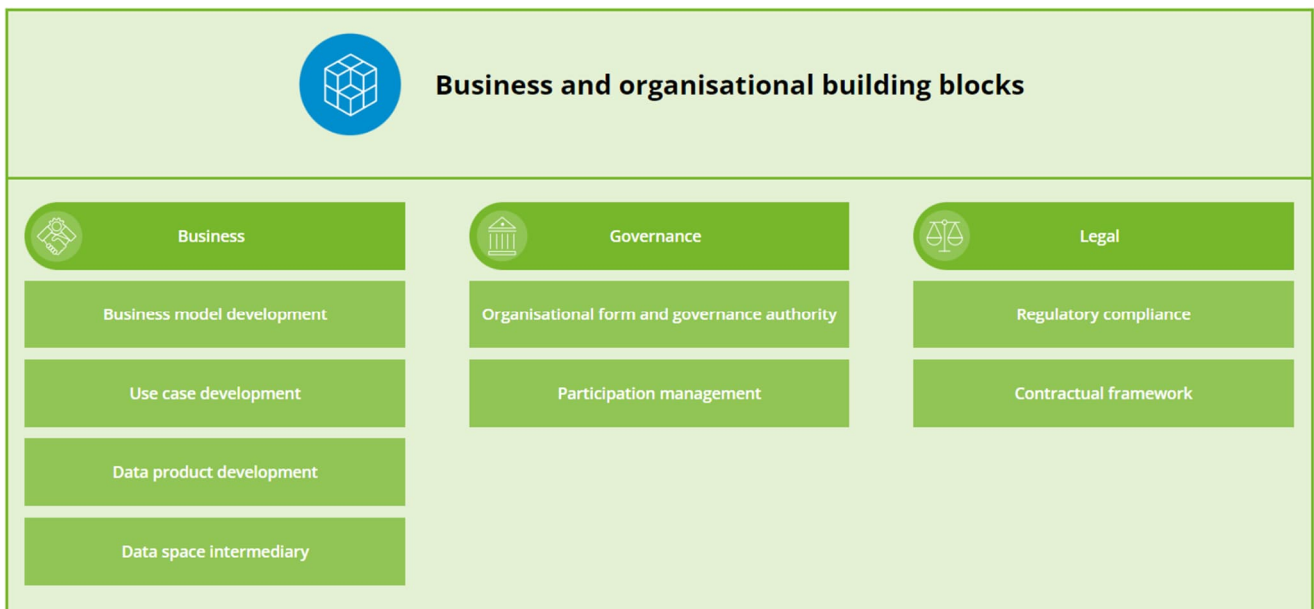 Business and organisational building blocks
Business
Business model development
Use case development
Data product development
Data space intermediary
Governance
Organisational form and governance authority
Participation management
Legal
Regulatory compliance
Contractual framework